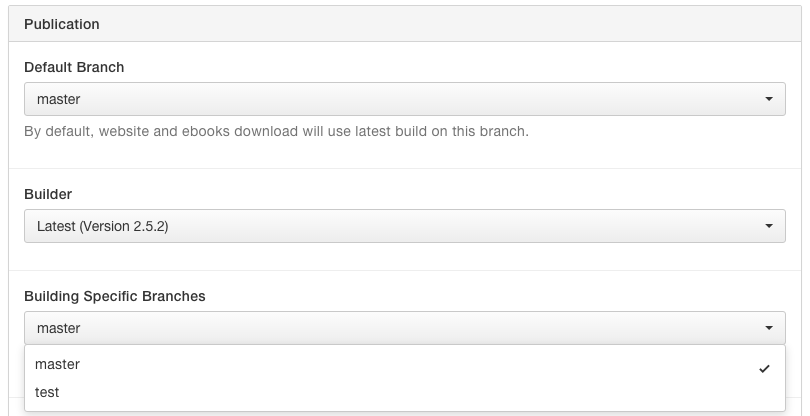 Publication
Default Branch
master
By default, website and ebooks download will use latest build on this branch.
Builder
Latest (Version 2.5.2)
Building Specific Branches
master
master
test